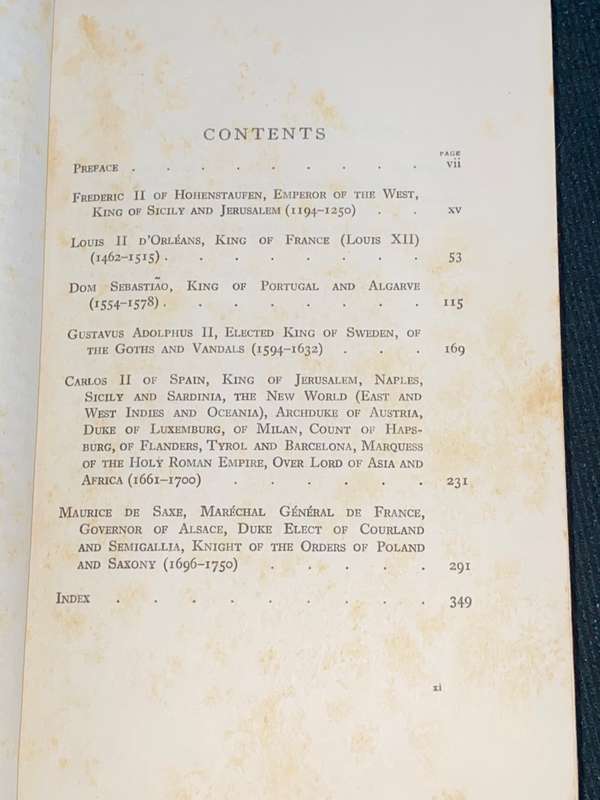 CONTENTS
PAGE
PREFACE . . . . . . . . . vii
FREDERIC II OF HOHENSTAUFEN, EMPEROR OF THE WEST,
KING OF SICILY AND JERUSALEM (1194–1250) . . xv
LOUIS II D'ORLÉANS, KING OF FRANCE (LOUIS XII)
(1462–1515) . . . . . . . . 53
DOM SEBASTIÃO, KING OF PORTUGAL AND ALGARVE
(1554–1578) . . . . . . . . 115
GUSTAVUS ADOLPHUS II, ELECTED KING OF SWEDEN, OF
THE GOTHS AND VANDALS (1594–1632) . . . 169
CARLOS II OF SPAIN, KING OF JERUSALEM, NAPLES,
SICILY AND SARDINIA, THE NEW WORLD (EAST AND
WEST INDIES AND OCEANIA), ARCHDUKE OF AUSTRIA,
DUKE OF LUXEMBURG, OF MILAN, COUNT OF HAPS-
BURG, OF FLANDERS, TYROL AND BARCELONA, MARQUESS
OF THE HOLY ROMAN EMPIRE, OVER LORD OF ASIA AND
AFRICA (1661–1700) . . . . . . 231
MAURICE DE SAXE, MARÉCHAL GÉNÉRAL DE FRANCE,
GOVERNOR OF ALSACE, DUKE ELECT OF COURLAND
AND SEMIGALLIA, KNIGHT OF THE ORDERS OF POLAND
AND SAXONY (1696–1750) . . . . . 291
INDEX . . . . . . . . . 349
xi